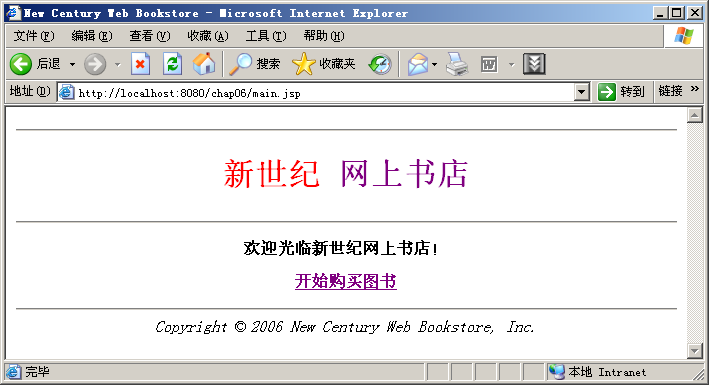 New Century Web Bookstore - Microsoft Internet Explorer
文件(F) 编辑(E) 查看(V) 收藏(A) 工具(T) 帮助(H)
后退 搜索 收藏夹
地址(D) http://localhost:8080/chap06/main.jsp 转到 链接 »
新世纪 网上书店
欢迎光临新世纪网上书店!
开始购买图书
Copyright © 2006 New Century Web Bookstore, Inc.
完毕 本地 Intranet